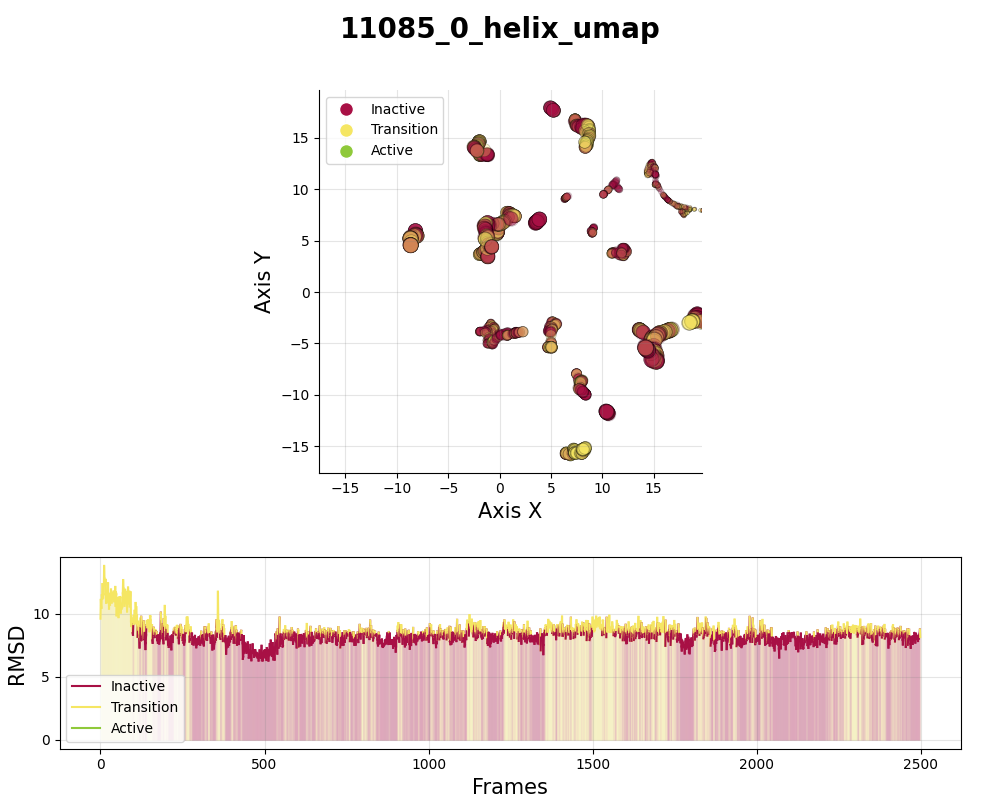 11085_0_helix_umap
Inactive
Transition
Active
15
10
5
0
−5
−10
−15
Axis Y
−15 −10 −5 0 5 10 15
Axis X
10
5
0
RMSD
Inactive
Transition
Active
0 500 1000 1500 2000 2500
Frames